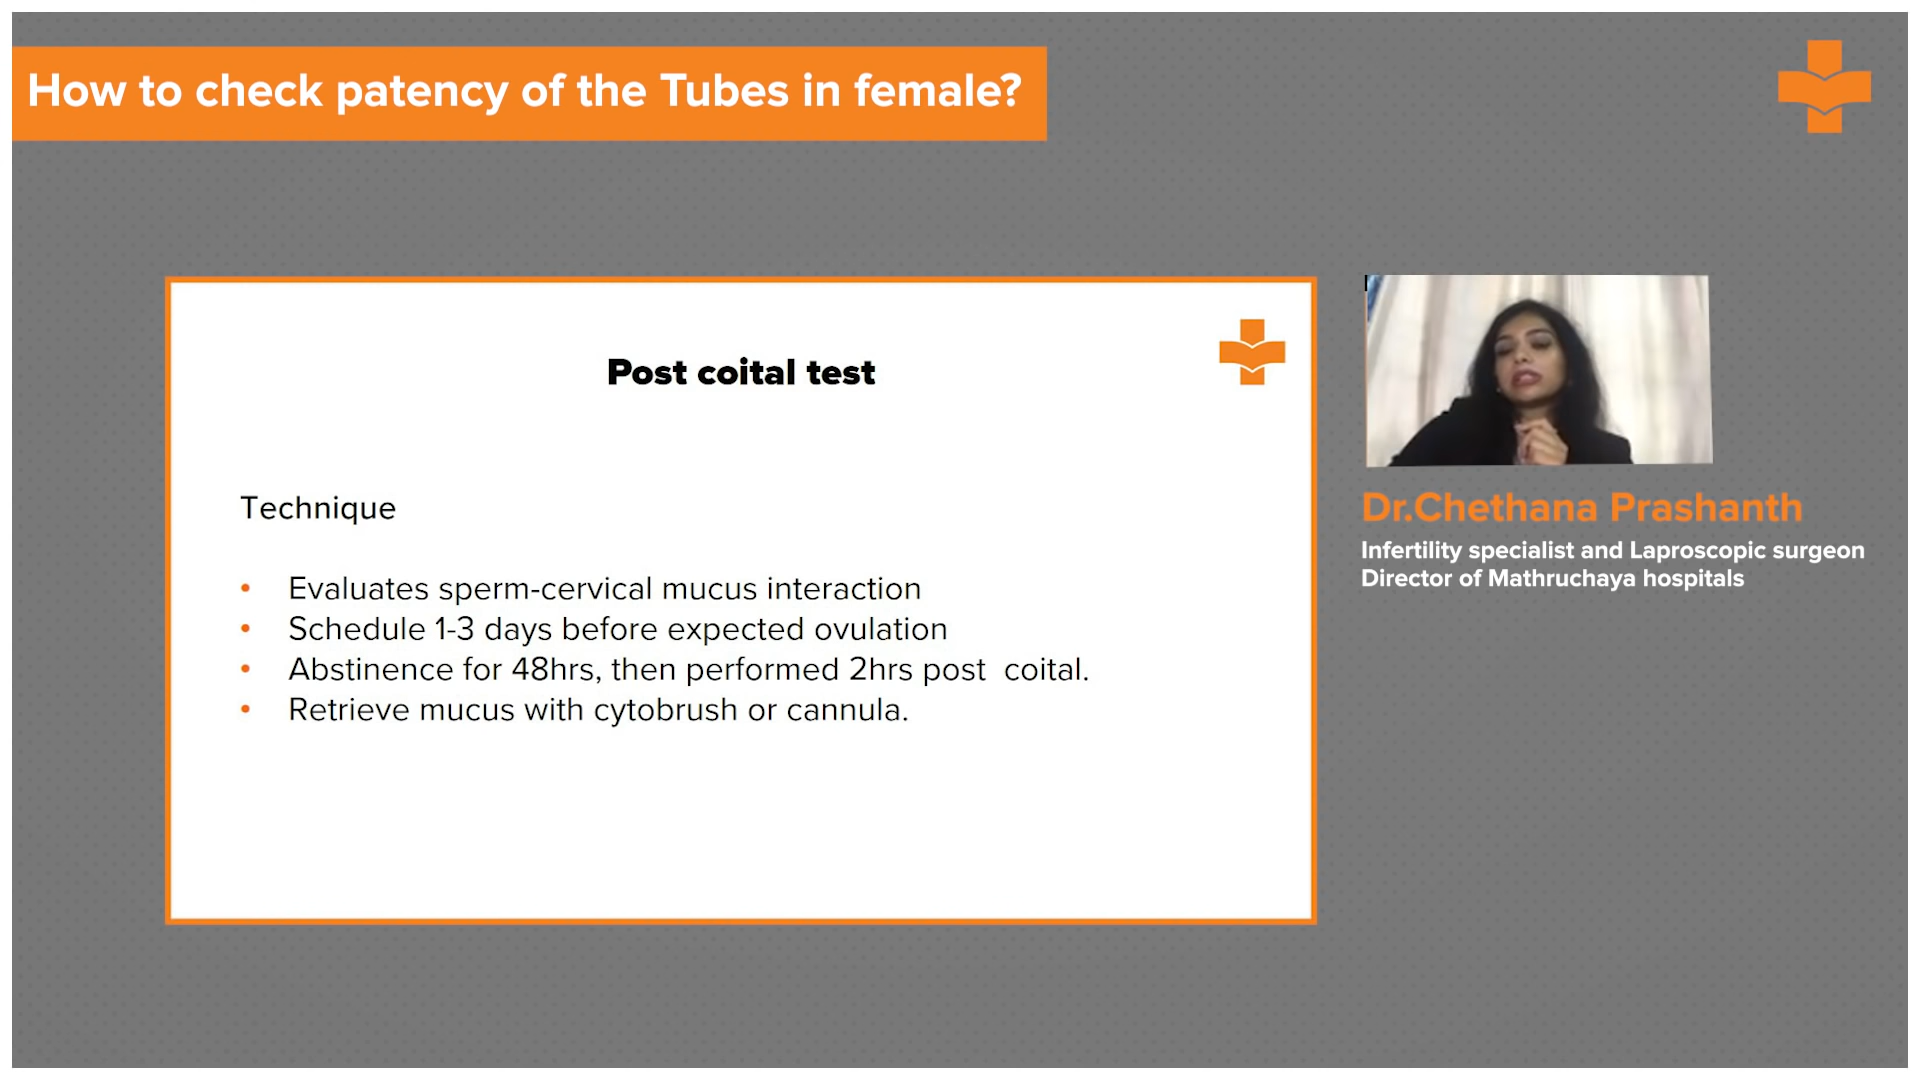 How to check patency of the Tubes in female?
Post coital test
Technique
• Evaluates sperm-cervical mucus interaction
• Schedule 1-3 days before expected ovulation
• Abstinence for 48hrs, then performed 2hrs post  coital.
• Retrieve mucus with cytobrush or cannula.
Dr.Chethana Prashanth
Infertility specialist and Laproscopic surgeon
Director of Mathruchaya hospitals